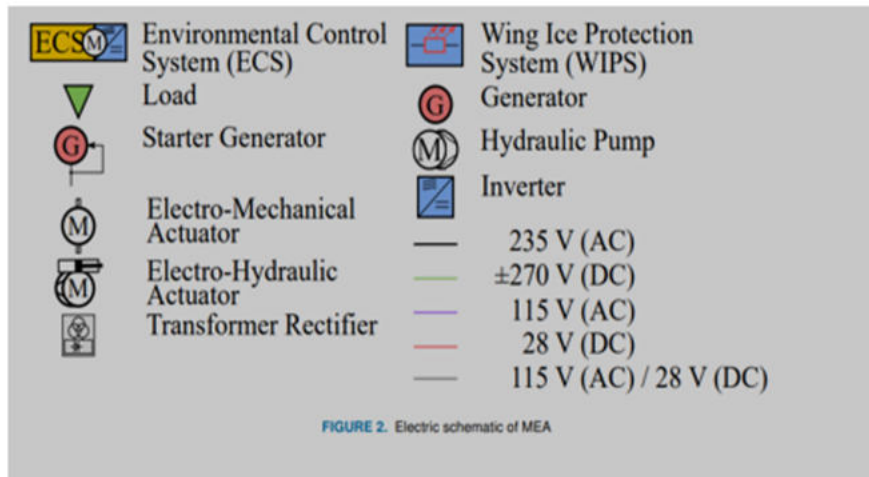 ECS M Environmental Control
System (ECS)
Load
G Starter Generator
M Electro-Mechanical
Actuator
M Electro-Hydraulic
Actuator
Transformer Rectifier
Wing Ice Protection
System (WIPS)
G Generator
M Hydraulic Pump
Inverter
235 V (AC)
±270 V (DC)
115 V (AC)
28 V (DC)
115 V (AC) / 28 V (DC)
FIGURE 2. Electric schematic of MEA